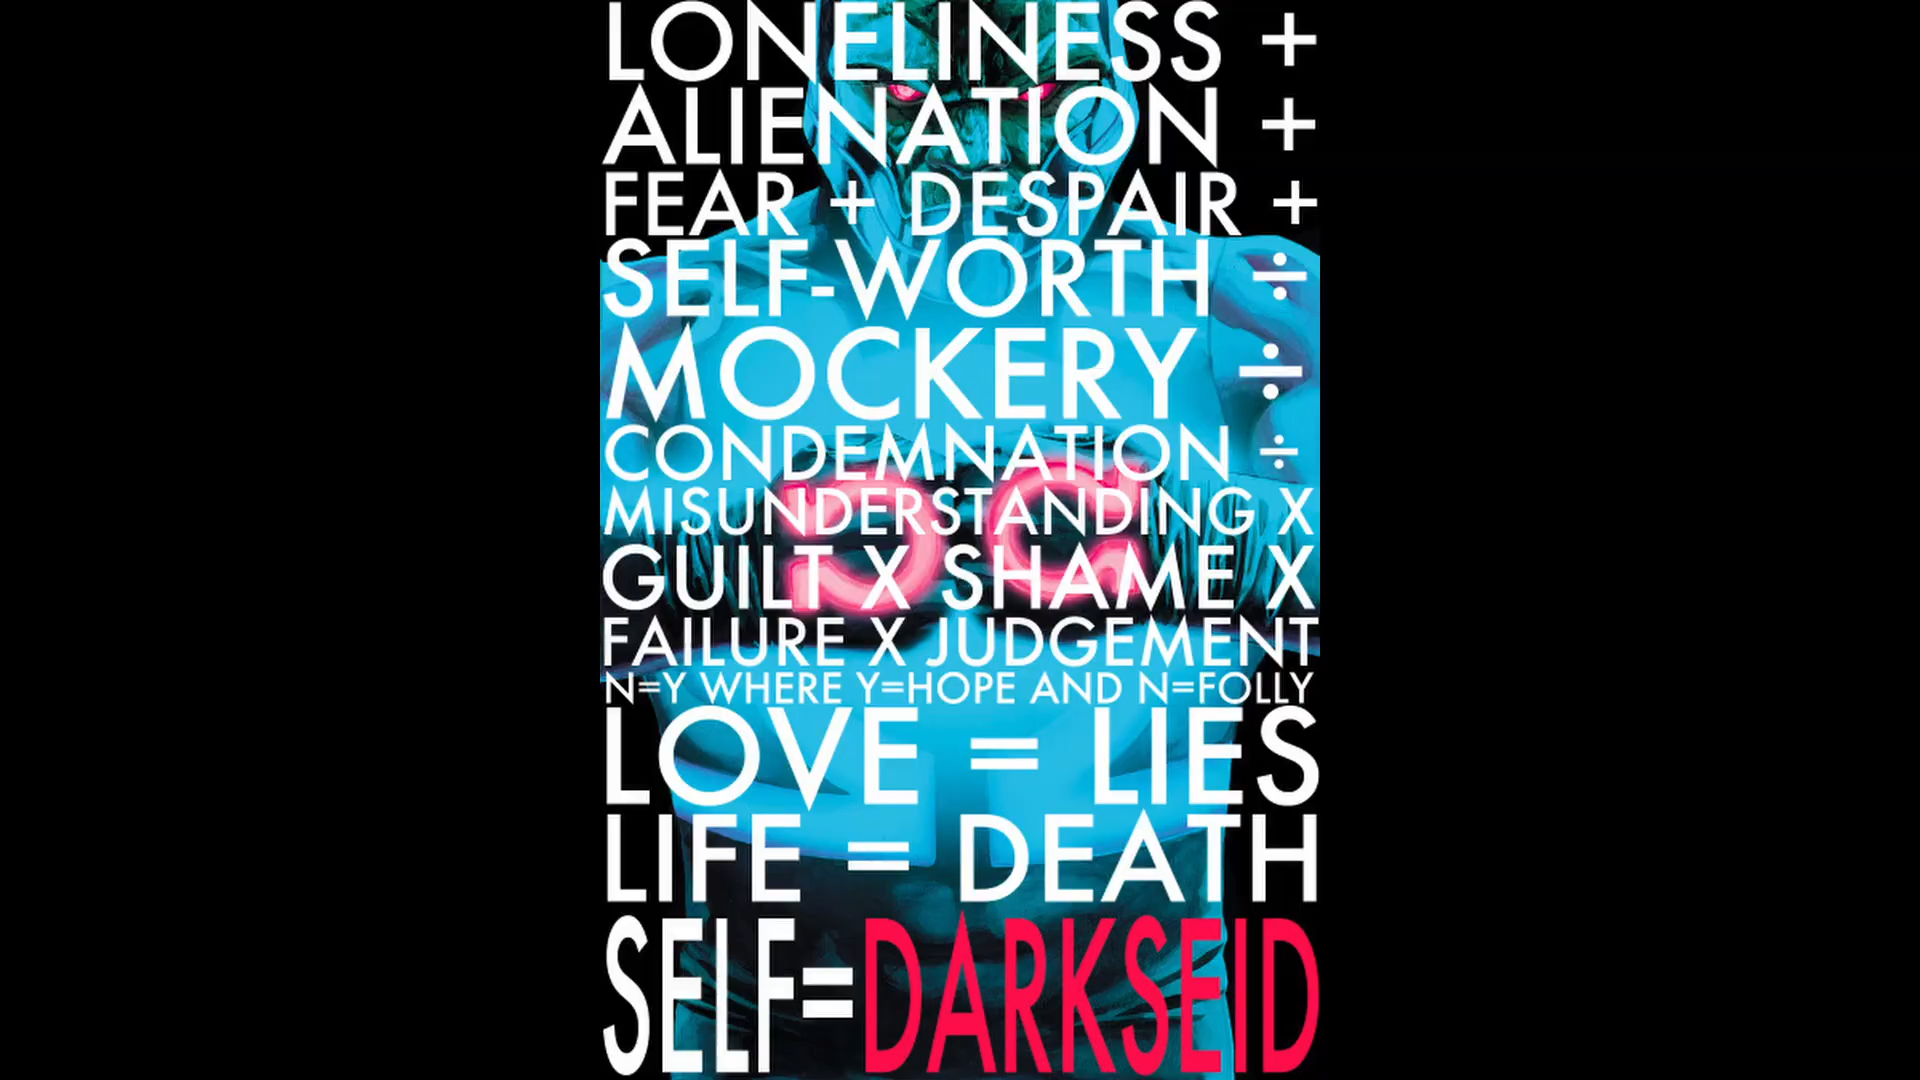 LONELINESS +
ALIENATION +
FEAR + DESPAIR +
SELF-WORTH ÷
MOCKERY ÷
CONDEMNATION ÷
MISUNDERSTANDING X
GUILT X SHAME X
FAILURE X JUDGEMENT
N=Y WHERE Y=HOPE AND N=FOLLY
LOVE = LIES
LIFE = DEATH
SELF=DARKSEID